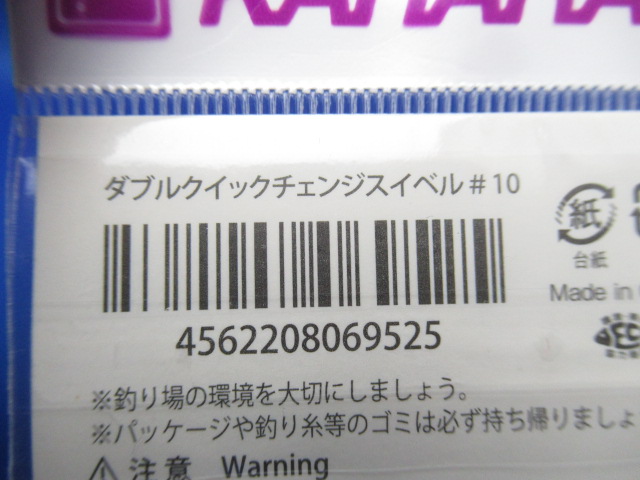 ダブルクイックチェンジスイベル#10
4562208069525
紙
台紙
Made in
※釣り場の環境を大切にしましょう。
※パッケージや釣り糸等のゴミは必ず持ち帰りましょ
注意 Warning